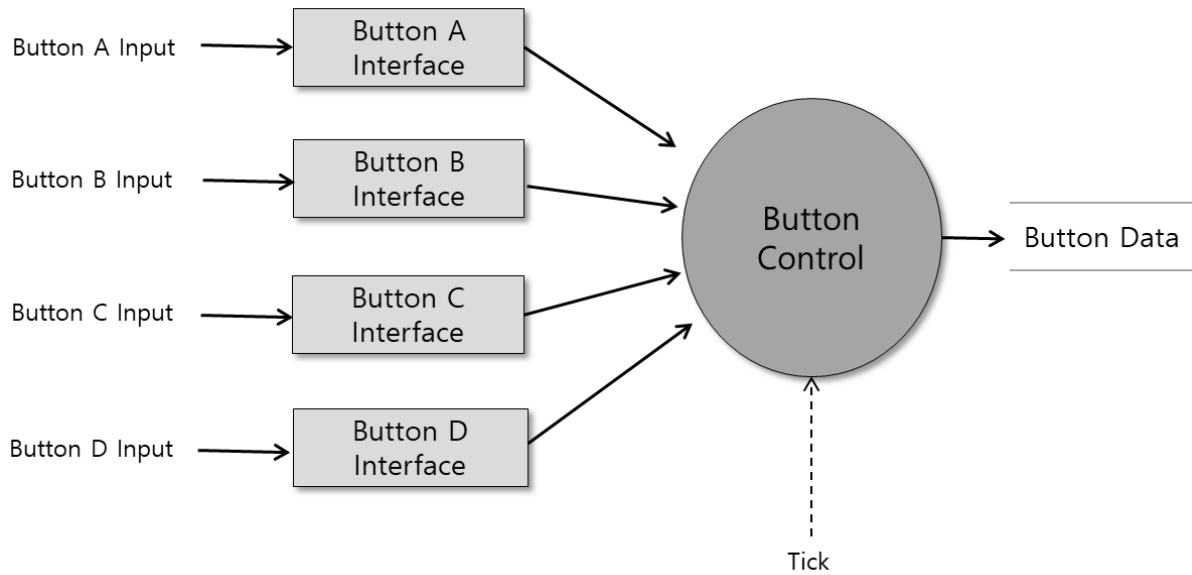 Button A Input
Button A
Interface
Button B Input
Button B
Interface
Button C Input
Button C
Interface
Button D Input
Button D
Interface
Button
Control
Button Data
Tick